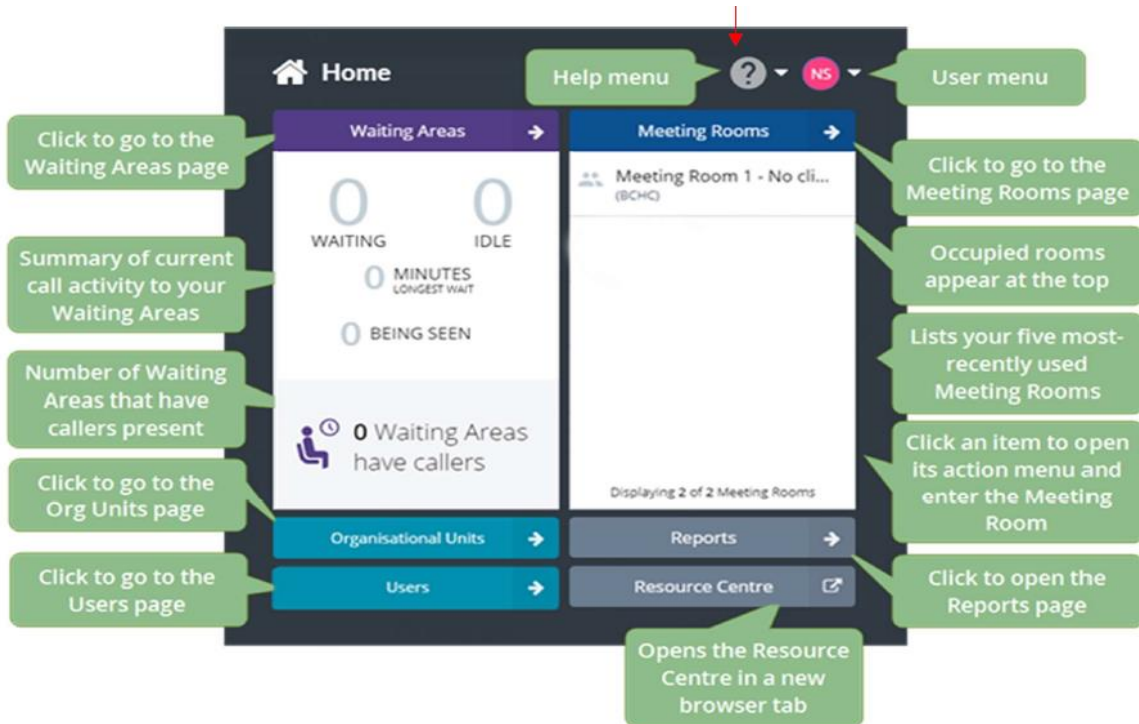 Home
Help menu
?
NS
User menu
Click to go to the
Waiting Areas page
Waiting Areas
Meeting Rooms
Click to go to the
Meeting Rooms page
Meeting Room 1 - No cli...
(BCHC)
0
0
WAITING
IDLE
0 MINUTES
LONGEST WAIT
0 BEING SEEN
Summary of current
call activity to your
Waiting Areas
Occupied rooms
appear at the top
Lists your five most-
recently used
Meeting Rooms
Number of Waiting
Areas that have
callers present
0 Waiting Areas
have callers
Click an item to open
its action menu and
enter the Meeting
Room
Displaying 2 of 2 Meeting Rooms
Click to go to the
Org Units page
Organisational Units
Reports
Click to go to the
Users page
Users
Resource Centre
Click to open the
Reports page
Opens the Resource
Centre in a new
browser tab